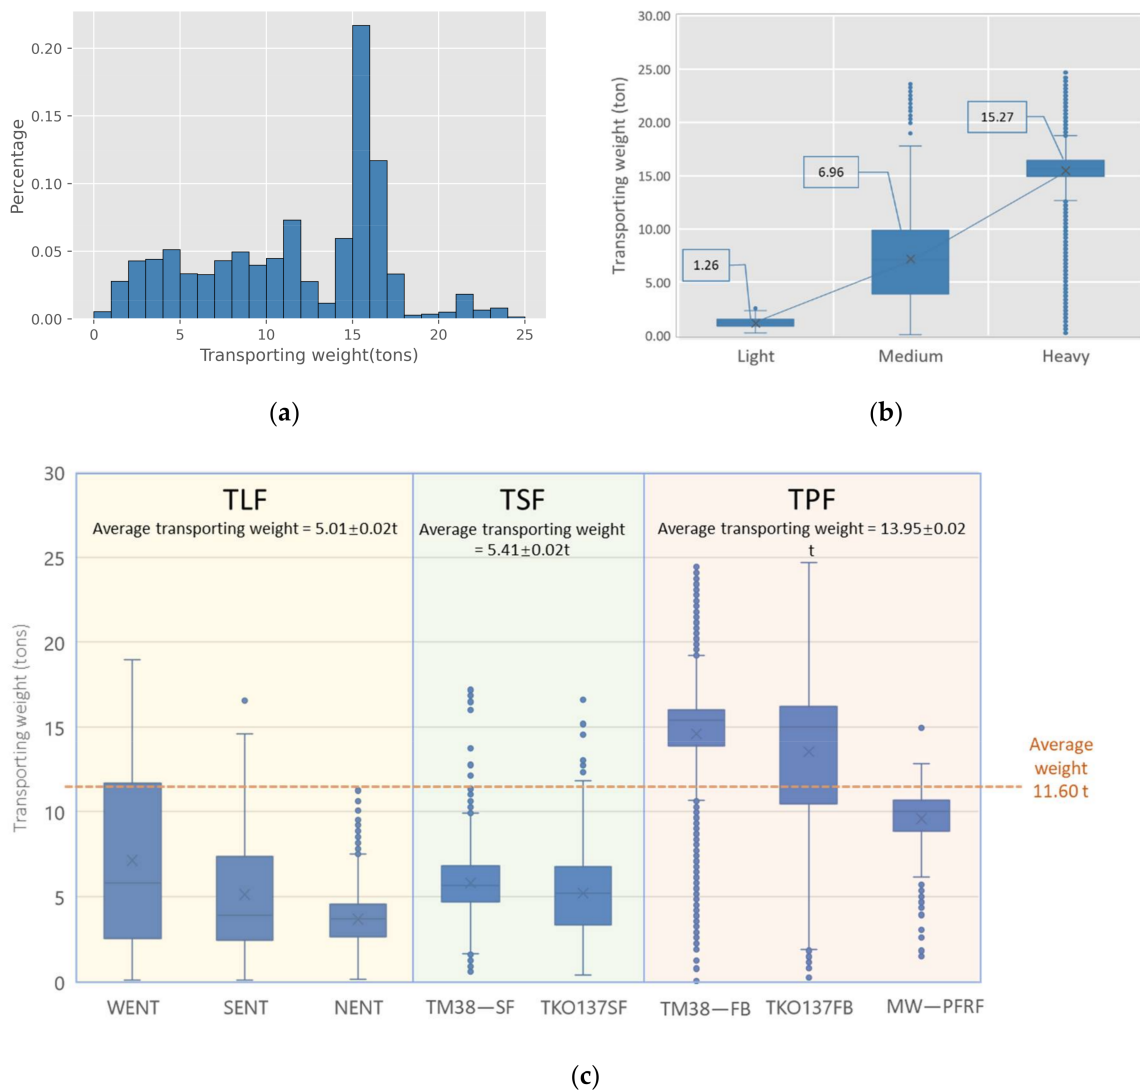 0.20
0.15
0.10
0.05
0.00
Percentage
0
5
10
15
20
25
Transporting weight(tons)
(a)
30.00
25.00
20.00
15.00
10.00
5.00
0.00
Transporting weight (ton)
1.26
6.96
15.27
Light
Medium
Heavy
(b)
30
25
20
15
10
5
0
Transporting weight (tons)
TLF
Average transporting weight = 5.01±0.02t
TSF
Average transporting weight
= 5.41±0.02t
TPF
Average transporting weight = 13.95±0.02
t
Average
weight
11.60 t
WENT
SENT
NENT
TM38—SF
TKO137SF
TM38—FB
TKO137FB
MW—PFRF
(c)